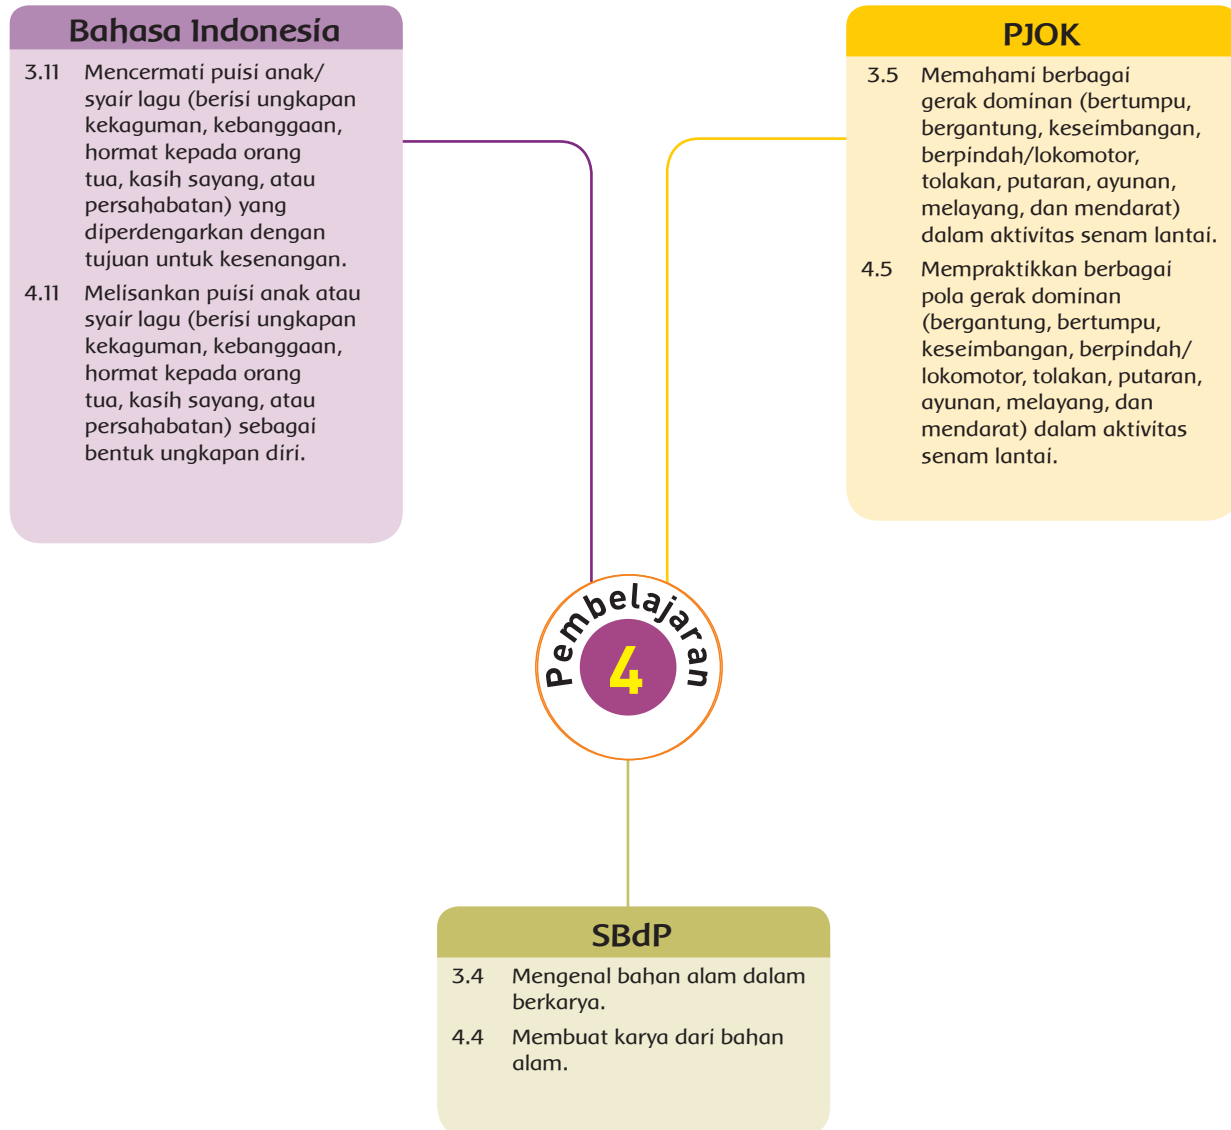 Bahasa Indonesia
3.11 Mencermati puisi anak/
syair lagu (berisi ungkapan
kekaguman, kebanggaan,
hormat kepada orang
tua, kasih sayang, atau
persahabatan) yang
diperdengarkan dengan
tujuan untuk kesenangan.
4.11 Melisankan puisi anak atau
syair lagu (berisi ungkapan
kekaguman, kebanggaan,
hormat kepada orang
tua, kasih sayang, atau
persahabatan) sebagai
bentuk ungkapan diri.
PJOK
3.5 Memahami berbagai
gerak dominan (bertumpu,
bergantung, keseimbangan,
berpindah/lokomotor,
tolakan, putaran, ayunan,
melayang, dan mendarat)
dalam aktivitas senam lantai.
4.5 Mempraktikkan berbagai
pola gerak dominan
(bergantung, bertumpu,
keseimbangan, berpindah/
lokomotor, tolakan, putaran,
ayunan, melayang, dan
mendarat) dalam aktivitas
senam lantai.
Pembelajaran
4
SBdP
3.4 Mengenal bahan alam dalam
berkarya.
4.4 Membuat karya dari bahan
alam.